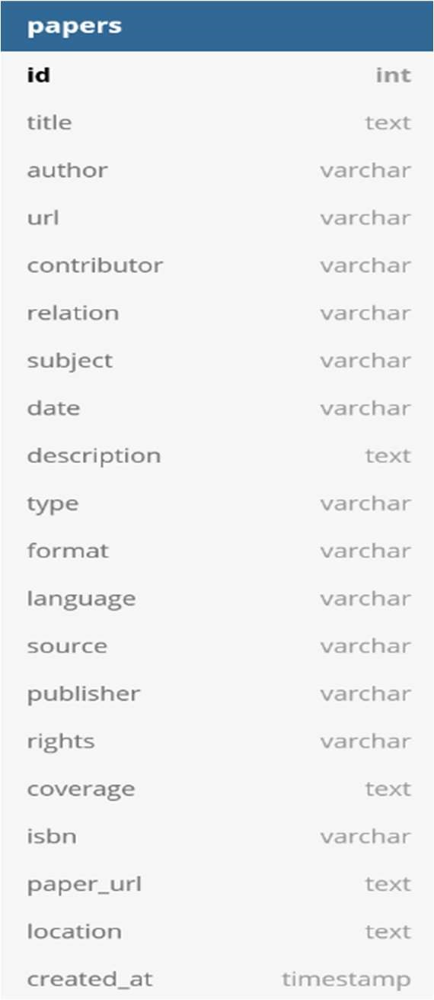 papers
id int
title text
author varchar
url varchar
contributor varchar
relation varchar
subject varchar
date varchar
description text
type varchar
format varchar
language varchar
source varchar
publisher varchar
rights varchar
coverage text
isbn varchar
paper_url text
location text
created_at timestamp